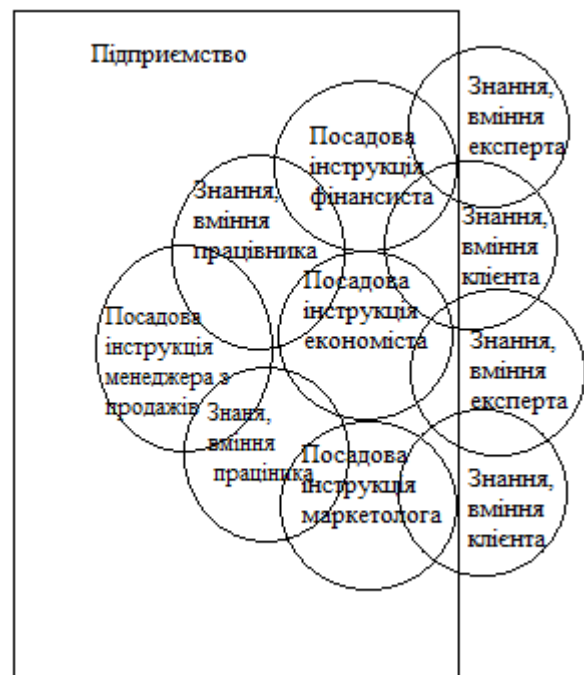 Підприємство
Знання,
вміння
експерта
Посадова
інструкція
фінансиста
Знання,
вміння
працівника
Знання,
вміння
клієнта
Посадова
інструкція
економіста
Посадова
інструкція
менеджера з
продажів
Знання,
вміння
експерта
Знаня,
вміння
праціника
Посадова
інструкція
маркетолога
Знання,
вміння
клієнта